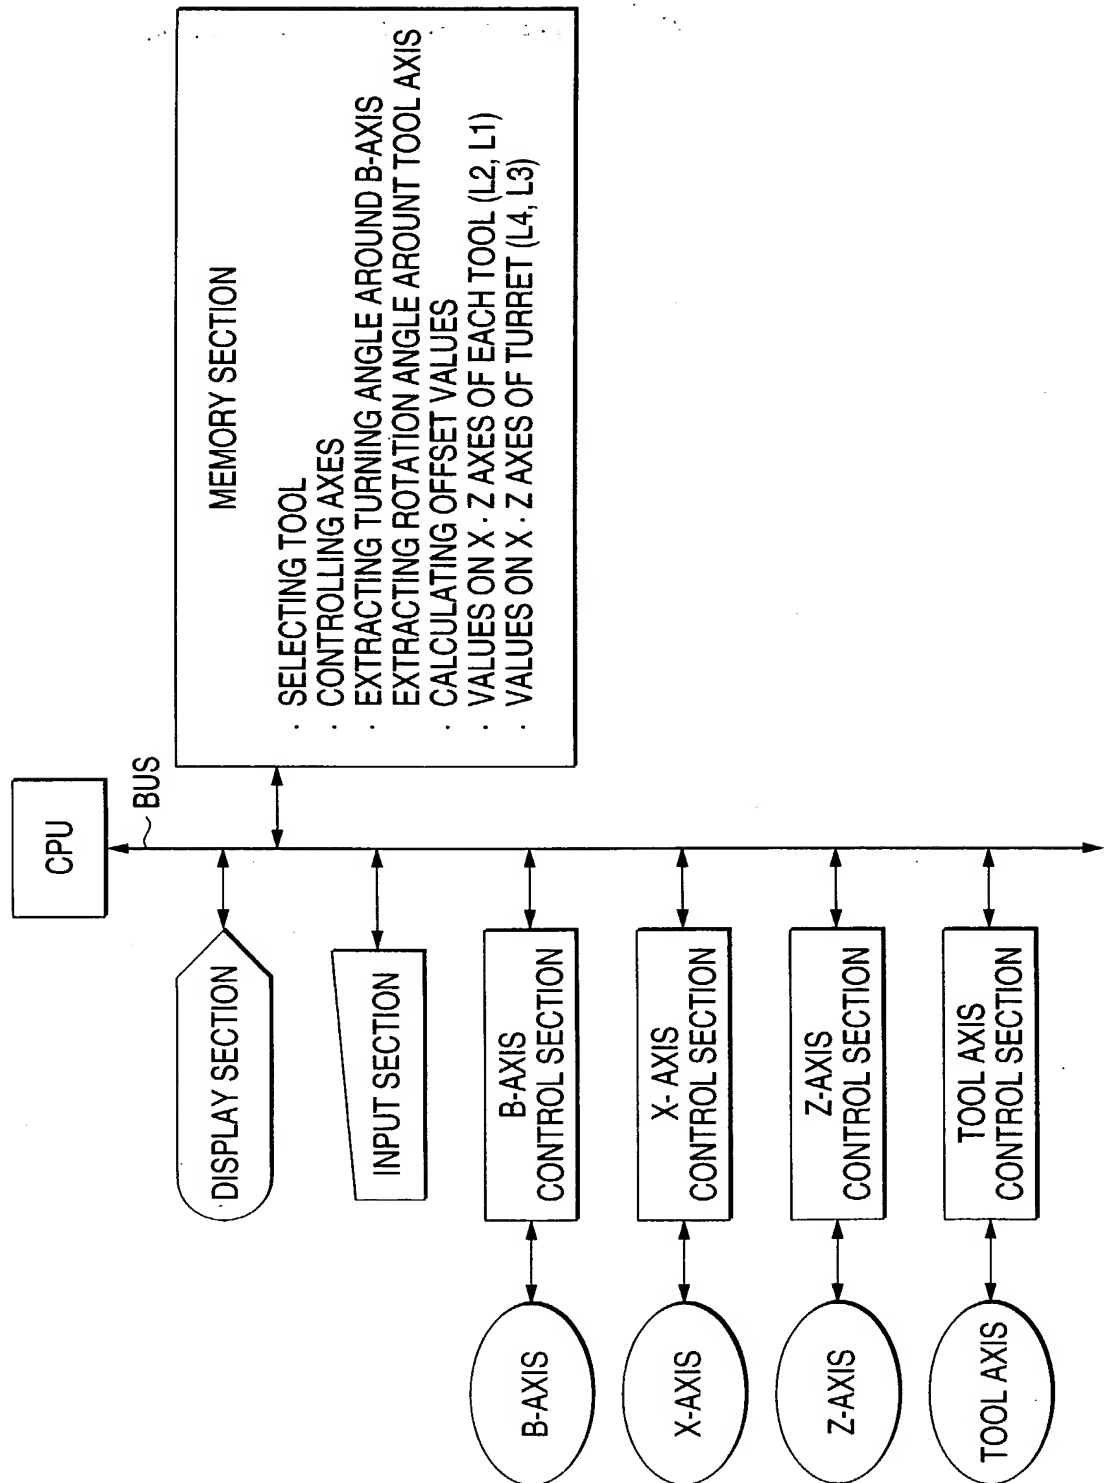 CPU
BUS
MEMORY SECTION
· SELECTING TOOL
· CONTROLLING AXES
· EXTRACTING TURNING ANGLE AROUND B-AXIS
EXTRACTING ROTATION ANGLE AROUNT TOOL AXIS
· CALCULATING OFFSET VALUES
· VALUES ON X · Z AXES OF EACH TOOL (L2, L1)
· VALUES ON X · Z AXES OF TURRET (L4, L3)
DISPLAY SECTION
INPUT SECTION
B-AXIS
CONTROL SECTION
B-AXIS
X- AXIS
CONTROL SECTION
X-AXIS
Z-AXIS
CONTROL SECTION
Z-AXIS
TOOL AXIS
CONTROL SECTION
TOOL AXIS